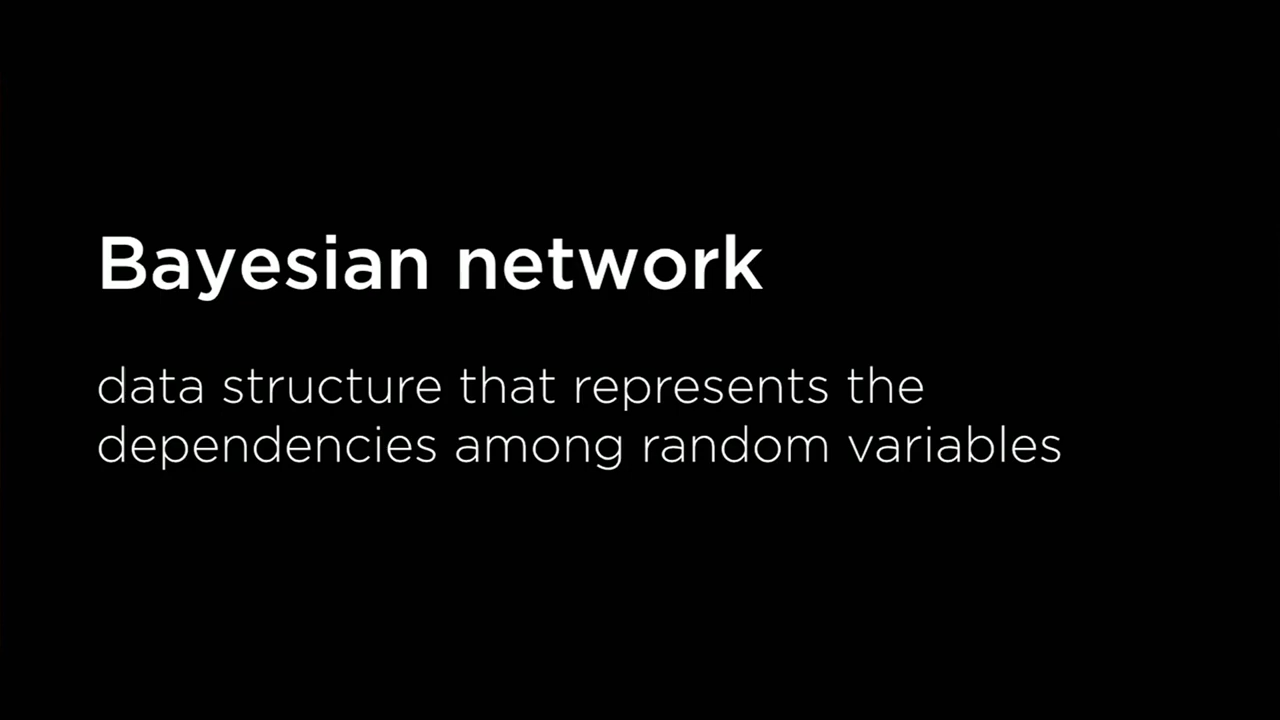 Bayesian network
data structure that represents the
dependencies among random variables